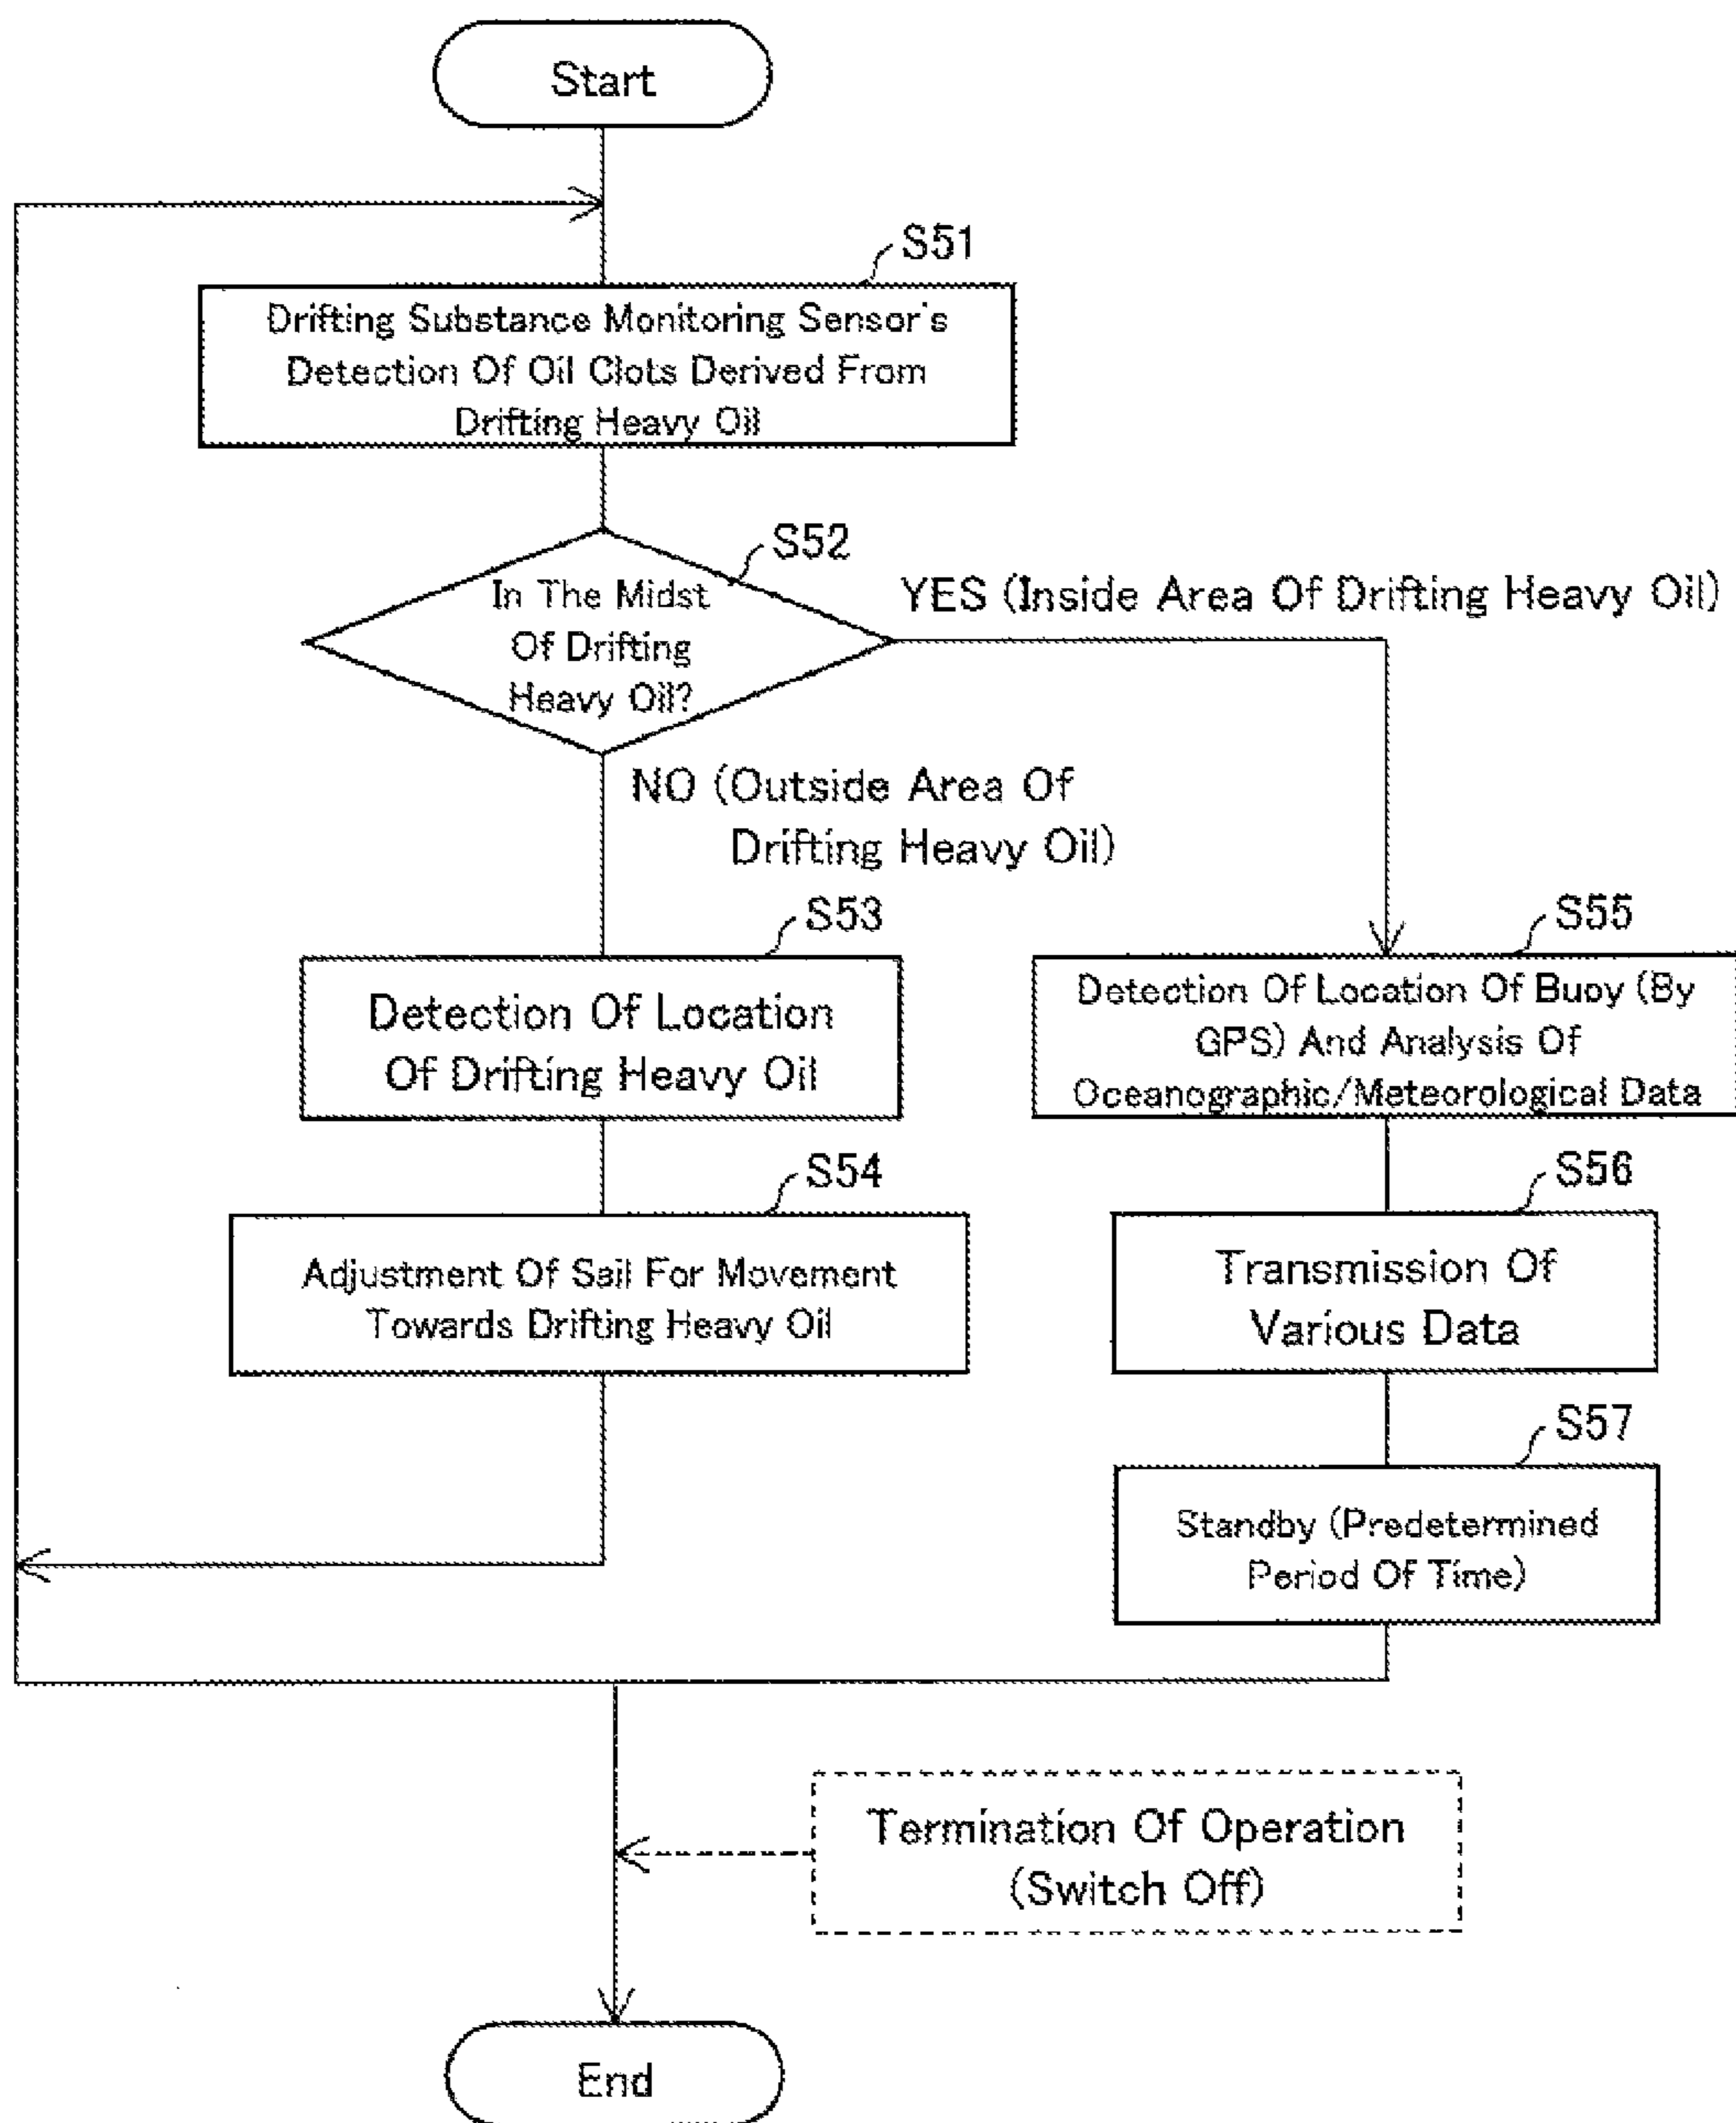 Start
S51
Drifting Substance Monitoring Sensor's
Detection Of Oil Clots Derived From
Drifting Heavy Oil
S52
In The Midst
Of Drifting
Heavy Oil?
YES (Inside Area Of Drifting Heavy Oil)
NO (Outside Area Of
Drifting Heavy Oil)
S53
Detection Of Location
Of Drifting Heavy Oil
S54
Adjustment Of Sail For Movement
Towards Drifting Heavy Oil
S55
Detection Of Location Of Buoy (By
GPS) And Analysis Of
Oceanographic/Meteorological Data
S56
Transmission Of
Various Data
S57
Standby (Predetermined
Period Of Time)
Termination Of Operation
(Switch Off)
End